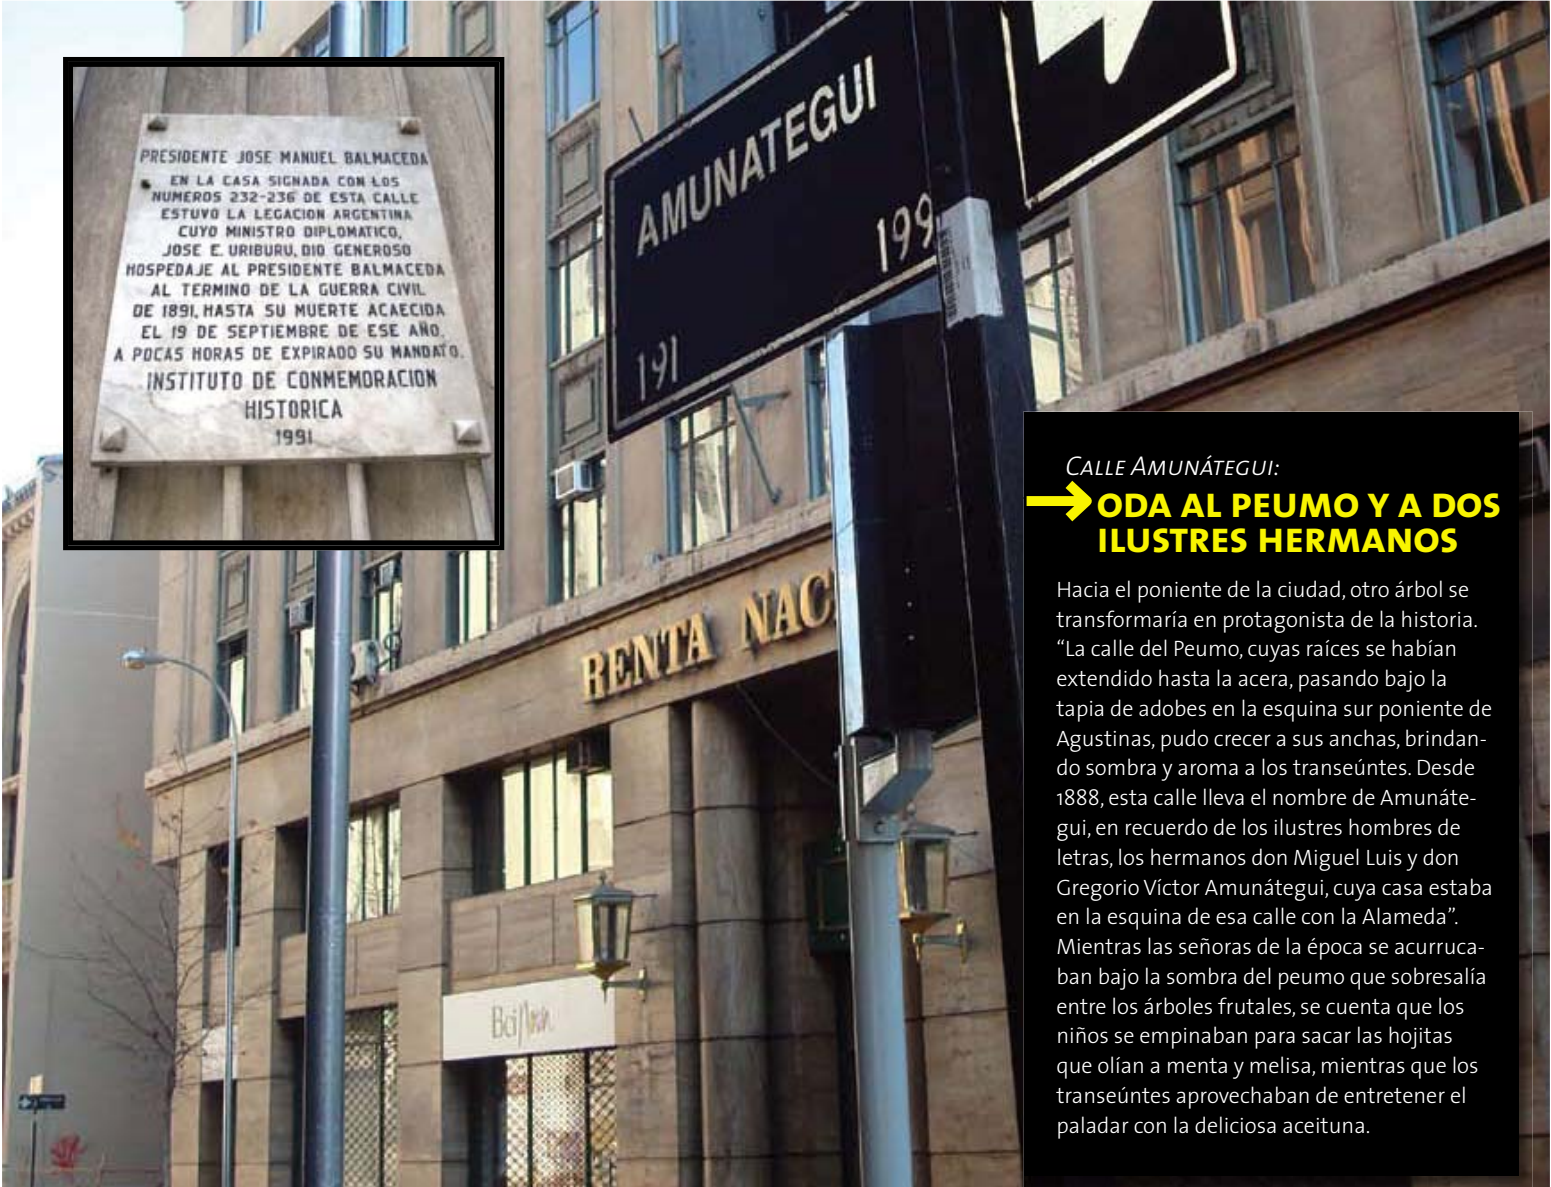 PRESIDENTE JOSE MANUEL BALMACEDA
EN LA CASA SIGNADA CON LOS
NUMEROS 232-236 DE ESTA CALLE
ESTUVO LA LEGACION ARGENTINA
CUYO MINISTRO DIPLOMATICO,
JOSE E. URIBURU, DIO GENEROSO
HOSPEDAJE AL PRESIDENTE BALMACEDA
AL TERMINO DE LA GUERRA CIVIL
DE 1891, HASTA SU MUERTE ACAECIDA
EL 19 DE SEPTIEMBRE DE ESE AÑO,
A POCAS HORAS DE EXPIRADO SU MANDATO.
INSTITUTO DE CONMEMORACION
HISTORICA
1991
AMUNATEGUI
199
191
RENTA NAC
Calle Amunátegui:
ODA AL PEUMO Y A DOS
ILUSTRES HERMANOS
Hacia el poniente de la ciudad, otro árbol se
transformaría en protagonista de la historia.
“La calle del Peumo, cuyas raíces se habían
extendido hasta la acera, pasando bajo la
tapia de adobes en la esquina sur poniente de
Agustinas, pudo crecer a sus anchas, brindan-
do sombra y aroma a los transeúntes. Desde
1888, esta calle lleva el nombre de Amunáte-
gui, en recuerdo de los ilustres hombres de
letras, los hermanos don Miguel Luis y don
Gregorio Víctor Amunátegui, cuya casa estaba
en la esquina de esa calle con la Alameda”.
Mientras las señoras de la época se acurruca-
ban bajo la sombra del peumo que sobresalía
entre los árboles frutales, se cuenta que los
niños se empinaban para sacar las hojitas
que olían a menta y melisa, mientras que los
transeúntes aprovechaban de entretener el
paladar con la deliciosa aceituna.